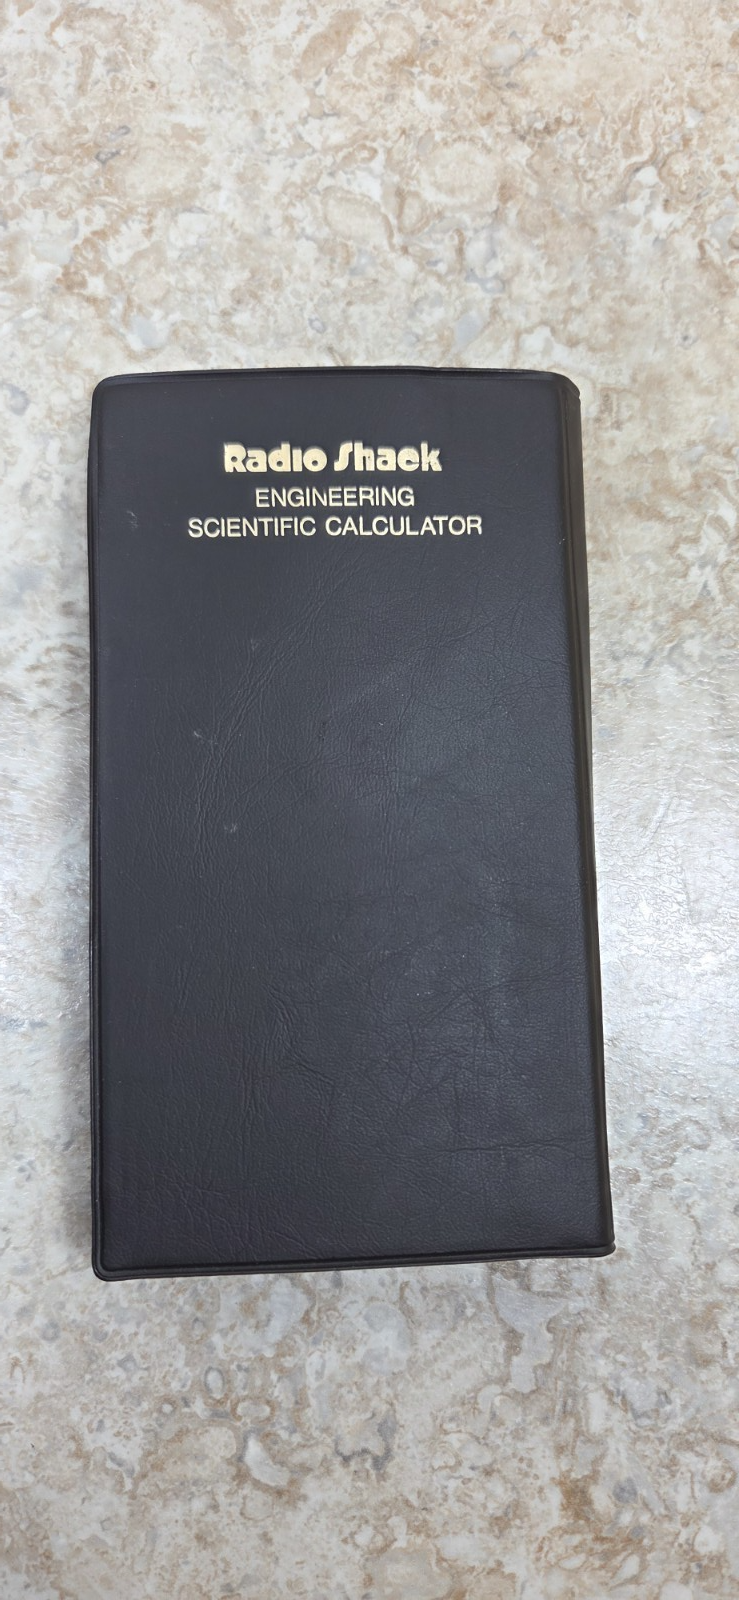 Radio Shack
ENGINEERING
SCIENTIFIC CALCULATOR